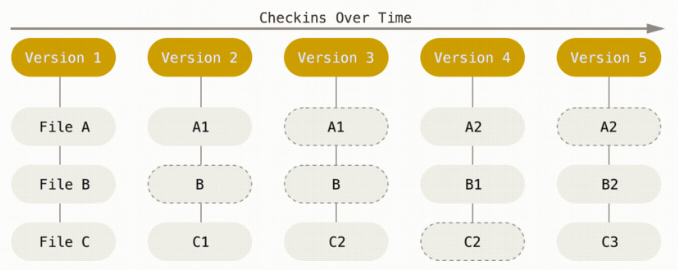 Checkins Over Time
Version 1 Version 2 Version 3 Version 4 Version 5
File A A1 A1 A2 A2
File B B B B1 B2
File C C1 C2 C2 C3